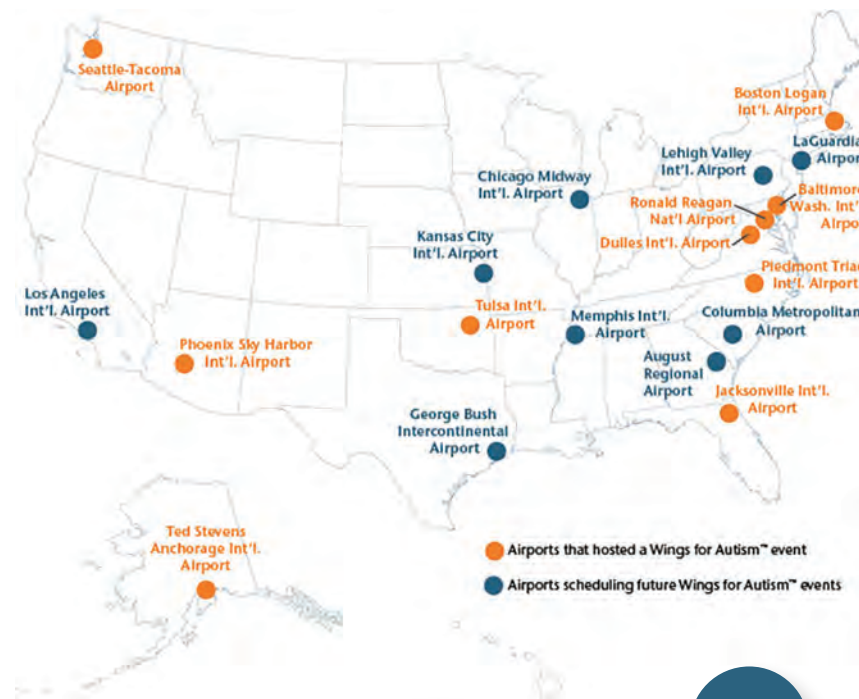 Seattle-Tacoma
Airport
Boston Logan
Int'l. Airport
LaGuardia
Airport
Lehigh Valley
Int'l. Airport
Chicago Midway
Int'l. Airport
Baltimore
Wash. Int'
Airpo
Ronald Reagan
Nat'l Airport
Dulles Int'l. Airport
Kansas City
Int'l. Airport
Piedmont Triad
Int'l. Airport
Los Angeles
Int'l. Airport
Tulsa Int'l.
Airport
Memphis Int'l.
Airport
Columbia Metropolitan
Airport
Phoenix Sky Harbor
Int'l. Airport
August
Regional
Airport
Jacksonville Int'l.
Airport
George Bush
Intercontinental
Airport
Ted Stevens
Anchorage Int'l.
Airport
Airports that hosted a Wings for Autism™ event
Airports scheduling future Wings for Autism™ events